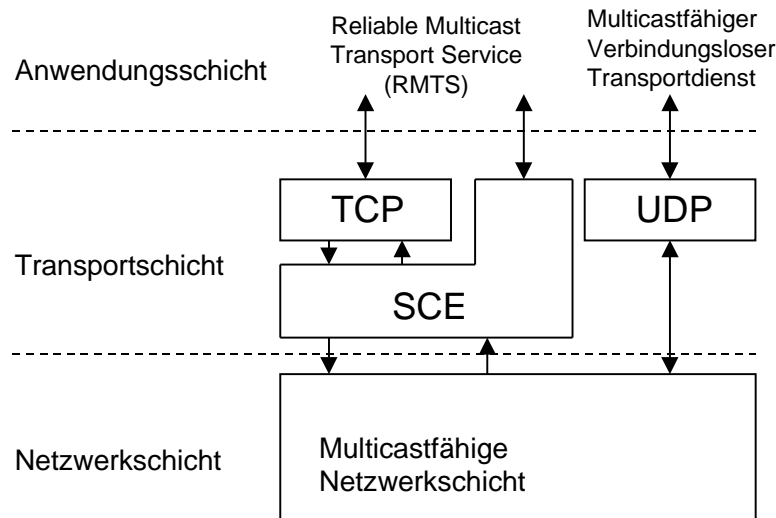 Reliable Multicast
Transport Service
(RMTS)
Multicastfähiger
Verbindungsloser
Transportdienst
Anwendungsschicht
TCP
UDP
Transportschicht
SCE
Netzwerkschicht
Multicastfähige
Netzwerkschicht